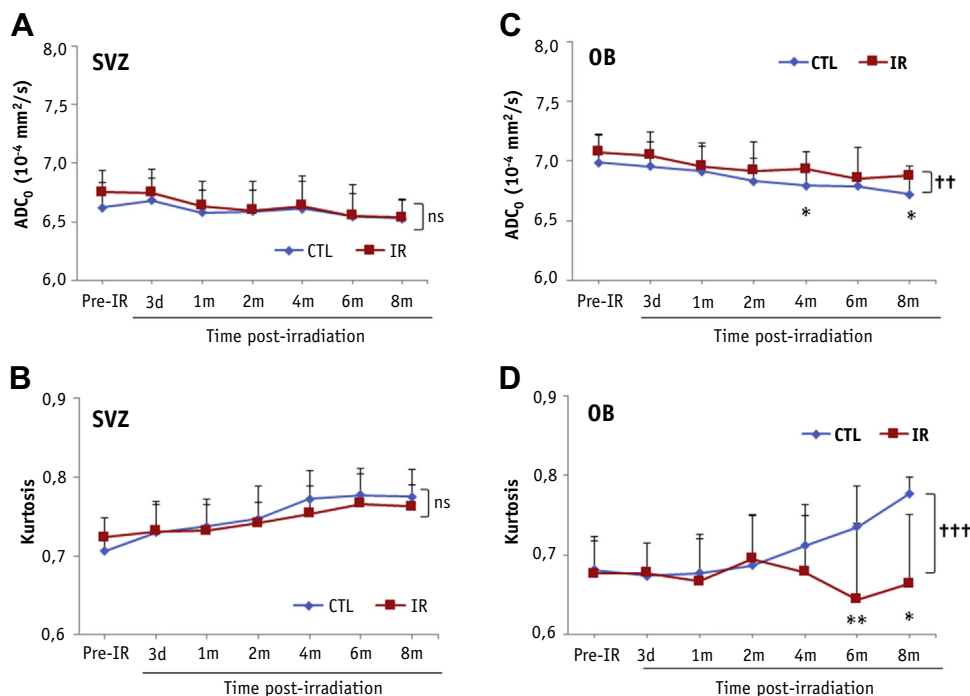 A
SVZ
ADC0 (10-4 mm2/s)
8,0
7,5
7,0
6,5
6,0
CTL IR
ns
Pre-IR 3d 1m 2m 4m 6m 8m
Time post-irradiation
B
SVZ
Kurtosis
0,9
0,8
0,7
0,6
CTL IR
ns
Pre-IR 3d 1m 2m 4m 6m 8m
Time post-irradiation
C
OB
ADC0 (10-4 mm2/s)
8,0
7,5
7,0
6,5
6,0
CTL IR
††
* *
Pre-IR 3d 1m 2m 4m 6m 8m
Time post-irradiation
D
OB
Kurtosis
0,9
0,8
0,7
0,6
CTL IR
†††
** *
Pre-IR 3d 1m 2m 4m 6m 8m
Time post-irradiation